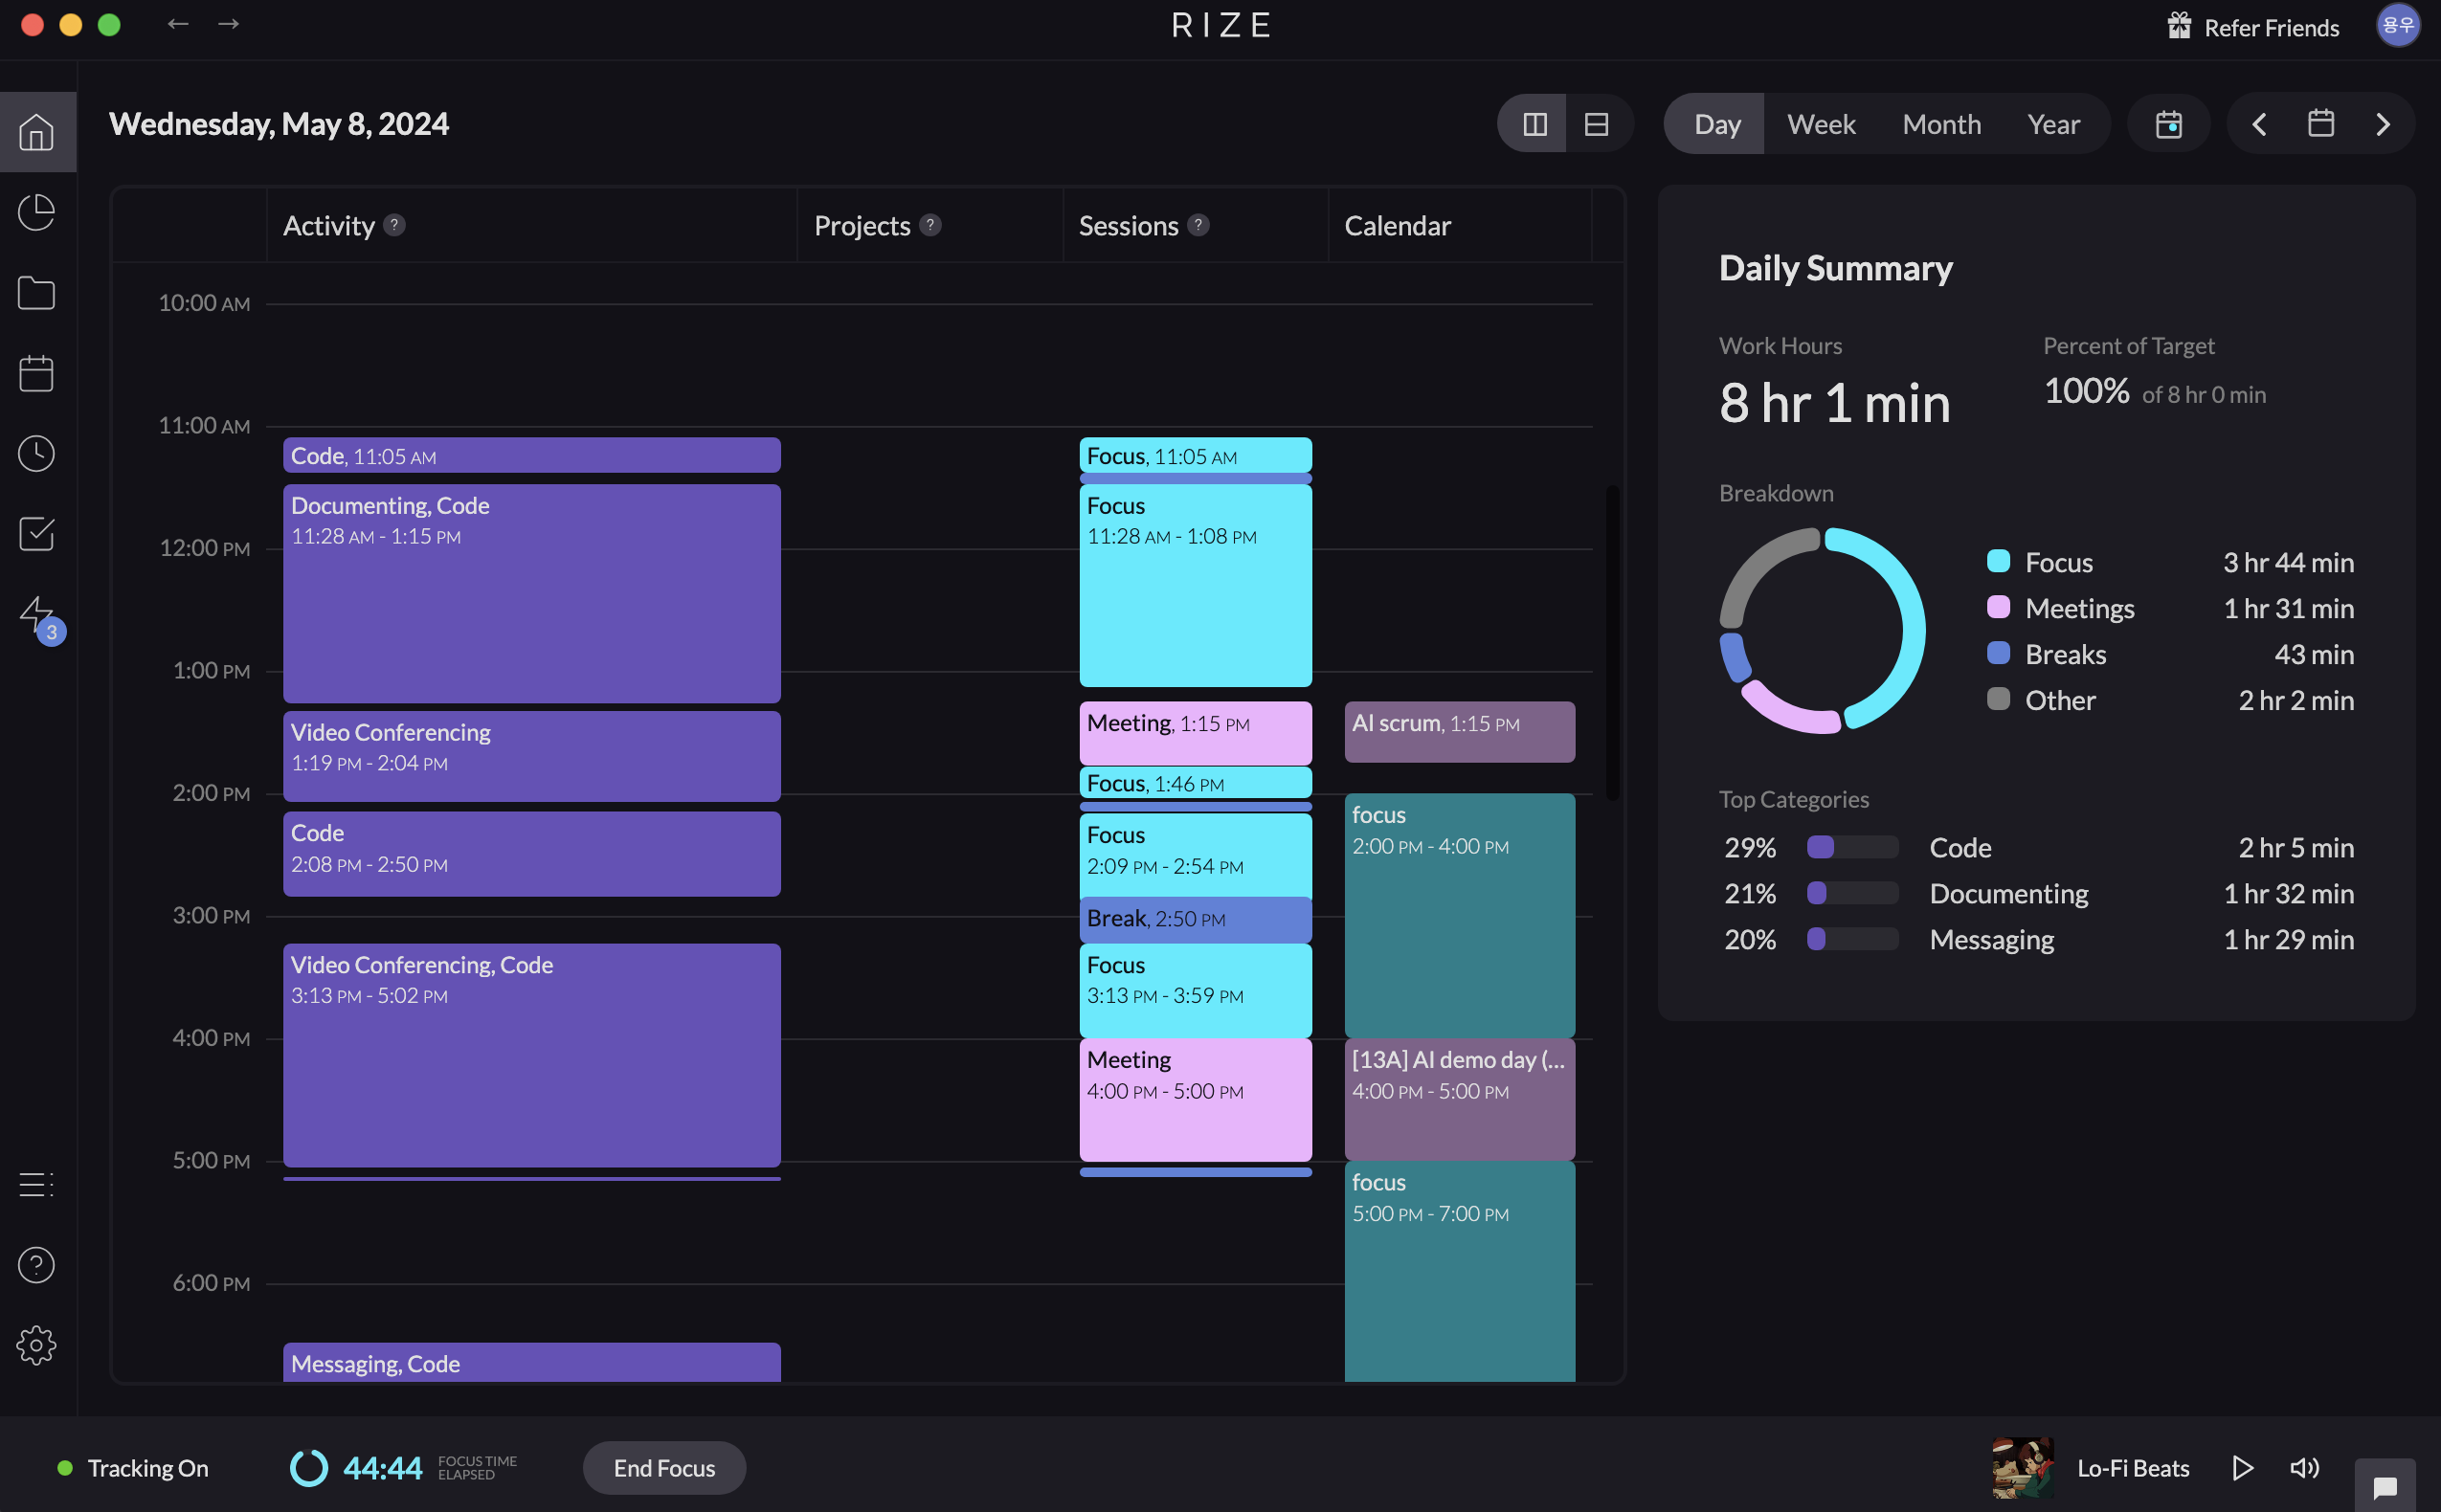 RIZE
Refer Friends
용우
Wednesday, May 8, 2024
Day Week Month Year
Activity ? Projects ? Sessions ? Calendar
10:00 AM
11:00 AM
12:00 PM
1:00 PM
2:00 PM
3:00 PM
4:00 PM
5:00 PM
6:00 PM
Code, 11:05 AM
Documenting, Code
11:28 AM - 1:15 PM
Video Conferencing
1:19 PM - 2:04 PM
Code
2:08 PM - 2:50 PM
Video Conferencing, Code
3:13 PM - 5:02 PM
Messaging, Code
Focus, 11:05 AM
Focus
11:28 AM - 1:08 PM
Meeting, 1:15 PM
Focus, 1:46 PM
Focus
2:09 PM - 2:54 PM
Break, 2:50 PM
Focus
3:13 PM - 3:59 PM
Meeting
4:00 PM - 5:00 PM
AI scrum, 1:15 PM
focus
2:00 PM - 4:00 PM
[13A] AI demo day (...
4:00 PM - 5:00 PM
focus
5:00 PM - 7:00 PM
Daily Summary
Work Hours
8 hr 1 min
Percent of Target
100% of 8 hr 0 min
Breakdown
Focus 3 hr 44 min
Meetings 1 hr 31 min
Breaks 43 min
Other 2 hr 2 min
Top Categories
29% Code 2 hr 5 min
21% Documenting 1 hr 32 min
20% Messaging 1 hr 29 min
3
?
Tracking On
44:44
FOCUS TIME
ELAPSED
End Focus
Lo-Fi Beats